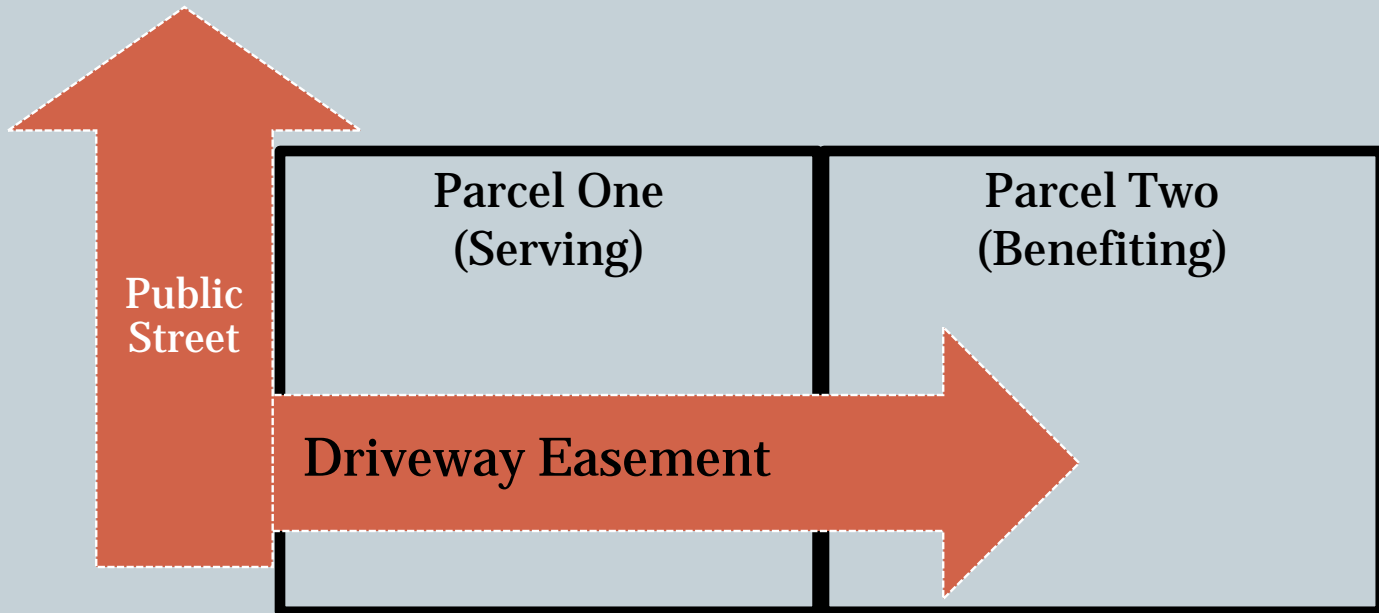 Parcel One
(Serving)
Parcel Two
(Benefiting)
Public
Street
Driveway Easement